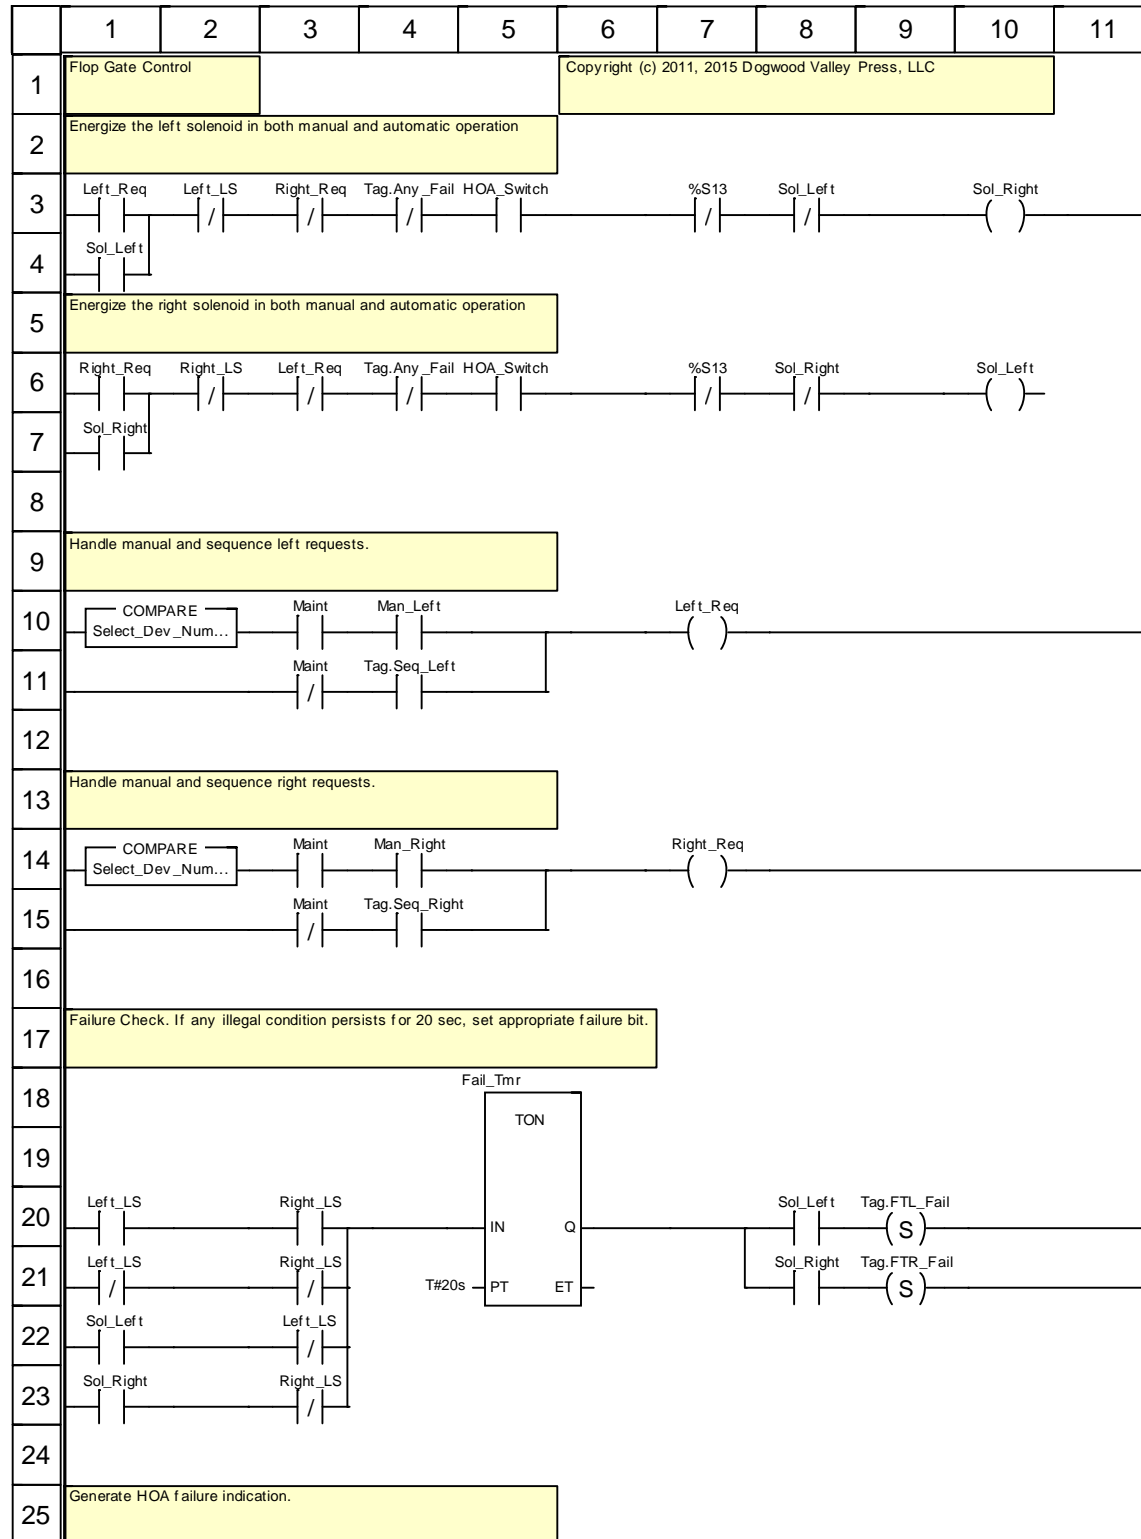 1 2 3 4 5 6 7 8 9 10 11
1 Flop Gate Control Copyright (c) 2011, 2015 Dogwood Valley Press, LLC
2 Energize the left solenoid in both manual and automatic operation
Left_Req Left_LS Right_Req Tag.Any_Fail HOA_Switch %S13 Sol_Left Sol_Right
3
Sol_Left
4
5 Energize the right solenoid in both manual and automatic operation
Right_Req Right_LS Left_Req Tag.Any_Fail HOA_Switch %S13 Sol_Right Sol_Left
6
Sol_Right
7
8
9 Handle manual and sequence left requests.
COMPARE Maint Man_Left Left_Req
10 Select_Dev_Num...
Maint Tag.Seq_Left
11
12
13 Handle manual and sequence right requests.
COMPARE Maint Man_Right Right_Req
14 Select_Dev_Num...
Maint Tag.Seq_Right
15
16
17 Failure Check. If any illegal condition persists for 20 sec, set appropriate failure bit.
Fail_Tmr
18 TON
19
Left_LS Right_LS Sol_Left Tag.FTL_Fail
20 IN Q S
Left_LS Right_LS Sol_Right Tag.FTR_Fail
21 T#20s PT ET S
Sol_Left Left_LS
22
Sol_Right Right_LS
23
24
25 Generate HOA failure indication.